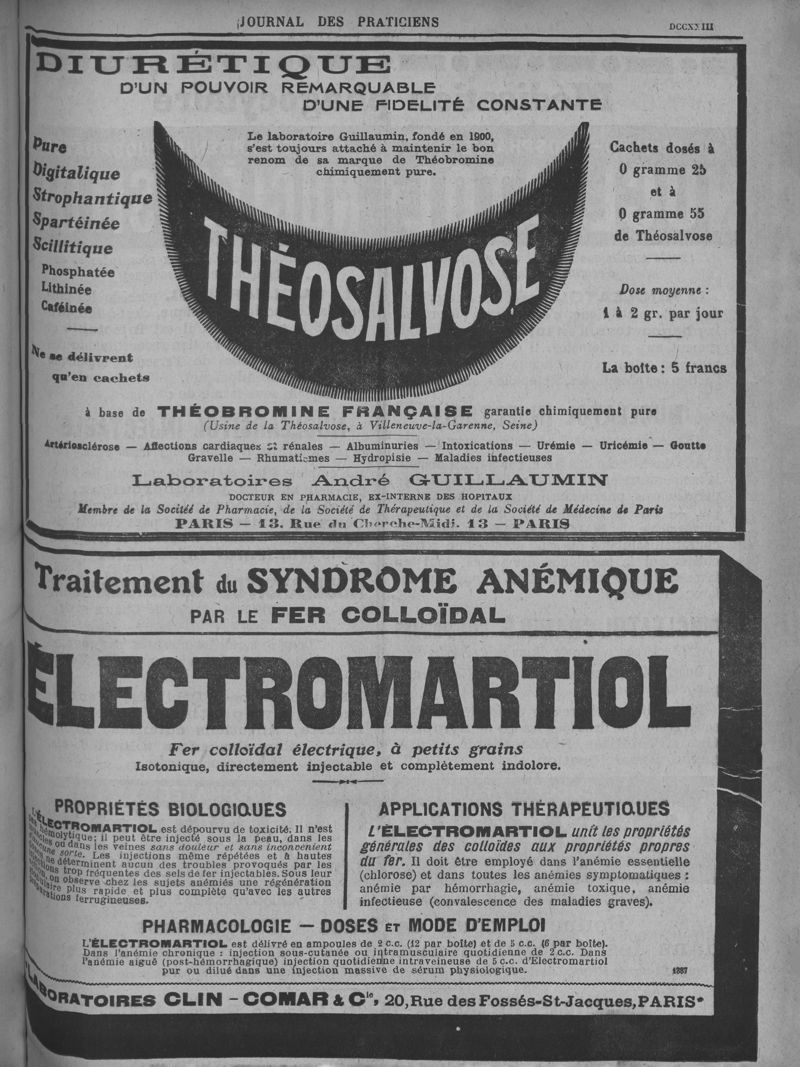 JOURNAL DES PRATICIENS
DCCXXIII
DIURÉTIQUE
D'UN POUVOIR REMARQUABLE
D'UNE FIDELITÉ CONSTANTE
Le laboratoire Guillaumin, fondé en 1900,
s'est toujours attaché à maintenir le bon
renom de sa marque de Théobromine
chimiquement pure.
Pure
Digitalique
Strophantique
Spartéinée
Scillitique
Phosphatée
Lithinée
Caféinée
Ne se délivrent
qu'en cachets
THÉOSALVOSE
Cachets dosés à
0 gramme 25
et à
0 gramme 55
de Théosalvose
Dose moyenne :
1 à 2 gr. par jour
La boîte : 5 francs
à base de THÉOBROMINE FRANÇAISE garantie chimiquement pure
(Usine de la Théosalvose, à Villeneuve-la-Garenne, Seine)
Artériosclérose — Affections cardiaques et rénales — Albuminuries — Intoxications — Urémie — Uricémie — Goutte
Gravelle — Rhumatismes — Hydropisie — Maladies infectieuses
Laboratoires André GUILLAUMIN
DOCTEUR EN PHARMACIE, EX-INTERNE DES HOPITAUX
Membre de la Socitéé de Pharmacie, de la Société de Thérapeutique et de la Société de Médecine de Paris
PARIS — 13, Rue du Cherche-Midi, 13 — PARIS
Traitement du SYNDROME ANÉMIQUE
PAR LE FER COLLOÏDAL
ÉLECTROMARTIOL
Fer colloïdal électrique, à petits grains
Isotonique, directement injectable et complètement indolore.
PROPRIÉTÉS BIOLOGIQUES
L'ÉLECTROMARTIOL est dépourvu de toxicité. Il n'est
hémolytique; il peut être injecté sous la peau, dans les
ou dans les veines sans douleur et sans inconvénient
sorte. Les injections même répétées et à hautes
ne déterminent aucun des troubles provoqués par les
trop fréquentes des sels de fer injectables. Sous leur
on observe chez les sujets anémiés une régénération
plus rapide et plus complète qu'avec les autres
ferrugineuses.
APPLICATIONS THÉRAPEUTIQUES
L'ÉLECTROMARTIOL unit les propriétés
générales des colloïdes aux propriétés propres
du fer. Il doit être employé dans l'anémie essentielle
(chlorose) et dans toutes les anémies symptomatiques :
anémie par hémorrhagie, anémie toxique, anémie
infectieuse (convalescence des maladies graves).
PHARMACOLOGIE — DOSES ET MODE D'EMPLOI
L'ÉLECTROMARTIOL est délivré en ampoules de 2 c.c. (12 par boîte) et de 5 c.c. (6 par boîte).
Dans l'anémie chronique : injection sous-cutanée ou intramusculaire quotidienne de 2 c.c. Dans
l'anémie aiguë (post-hémorrhagique) injection quotidienne intraveineuse de 5 c.c. d'Electromartiol
pur ou dilué dans une injection massive de sérum physiologique.
1387
LABORATOIRES CLIN - COMAR & Cie, 20, Rue des Fossés-St-Jacques, PARIS